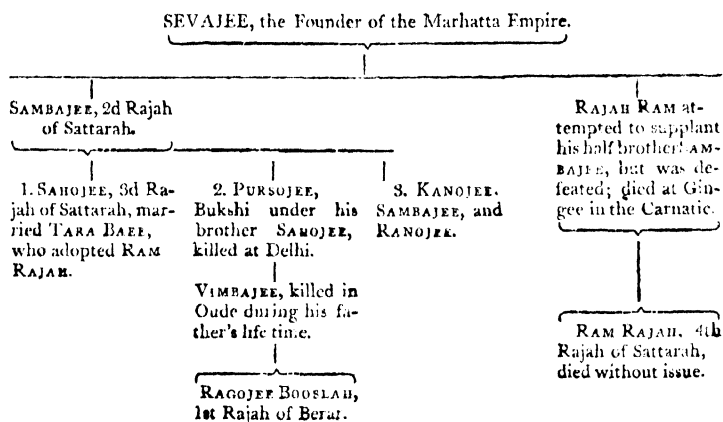 SEVAJEE, the Founder of the Marhatta Empire.
SAMBAJEE, 2d Rajah
of Sattarah.
RAJAH RAM at-
tempted to supplant
his half brother SAM-
BAJEE, but was de-
feated; died at Gin-
gee in the Carnatic.
1. SAHOJEE, 3d Ra-
jah of Sattarah, mar-
ried TARA BAEE,
who adopted RAM
RAJAH.
2. PURSOJEE,
Bukshi under his
brother SAHOJEE,
killed at Delhi.
3. KANOJEE.
SAMBAJEE, and
RANOJEE.
VIMBAJEE, killed in
Oude during his fa-
ther's life time.
RAM RAJAH, 4th
Rajah of Sattarah,
died without issue.
RAGOJEE BOOSLAH,
1st Rajah of Berar.